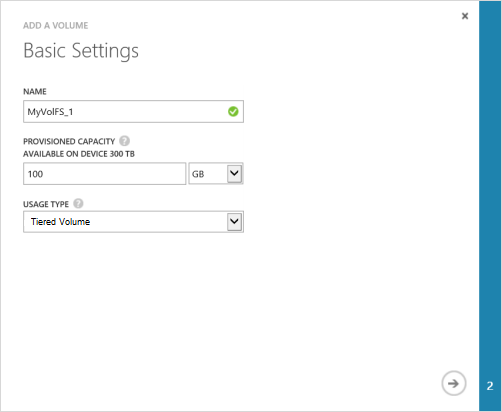 ADD A VOLUME
Basic Settings
NAME
MyVolFS_1
PROVISIONED CAPACITY ?
AVAILABLE ON DEVICE 300 TB
100 GB
USAGE TYPE ?
Tiered Volume
2